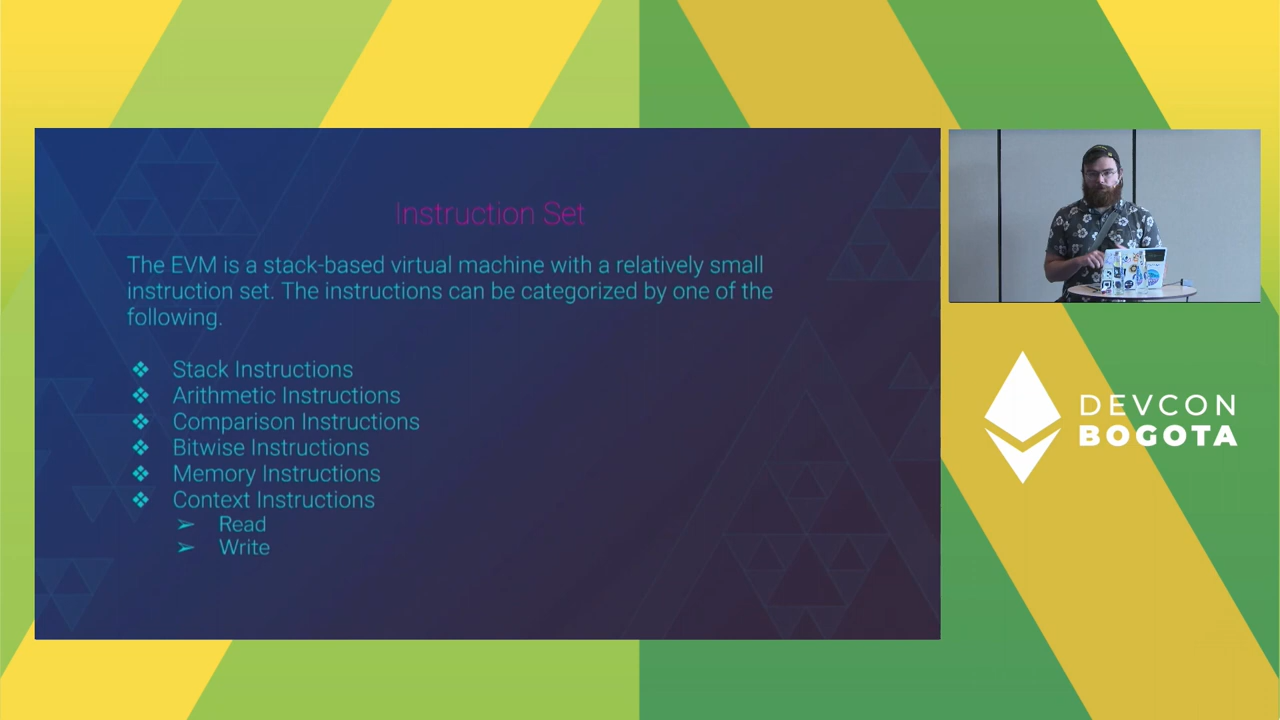 Instruction Set
The EVM is a stack-based virtual machine with a relatively small
instruction set. The instructions can be categorized by one of the
following.
❖ Stack Instructions
❖ Arithmetic Instructions
❖ Comparison Instructions
❖ Bitwise Instructions
❖ Memory Instructions
❖ Context Instructions
➢ Read
➢ Write
DEVCON
BOGOTA